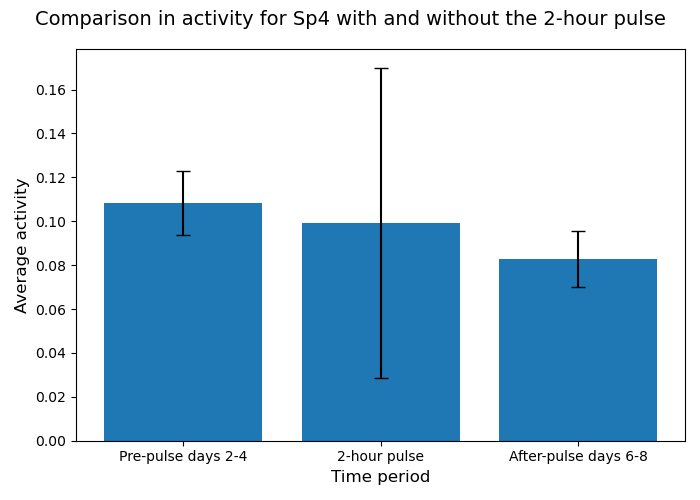 Comparison in activity for Sp4 with and without the 2-hour pulse
0.16
0.14
0.12
0.10
0.08
0.06
0.04
0.02
0.00
Average activity
Pre-pulse days 2-4
2-hour pulse
After-pulse days 6-8
Time period